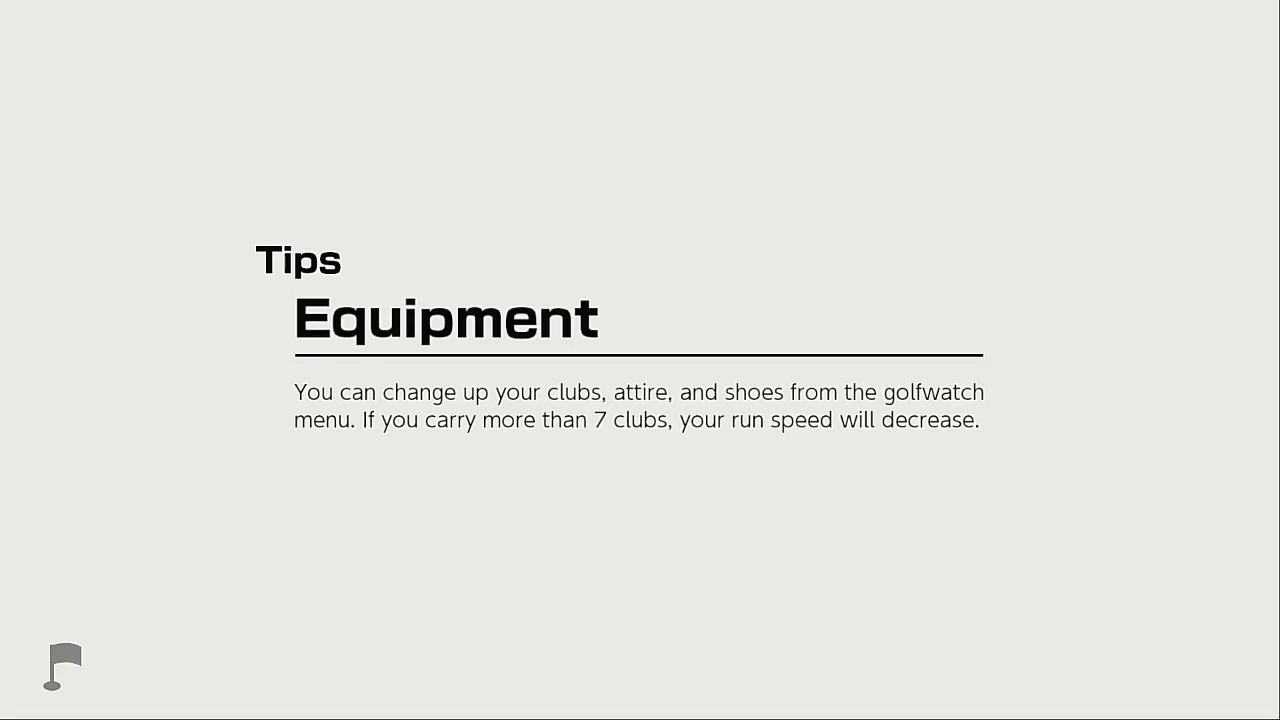 Tips
Equipment
You can change up your clubs, attire, and shoes from the golfwatch
menu. If you carry more than 7 clubs, your run speed will decrease.